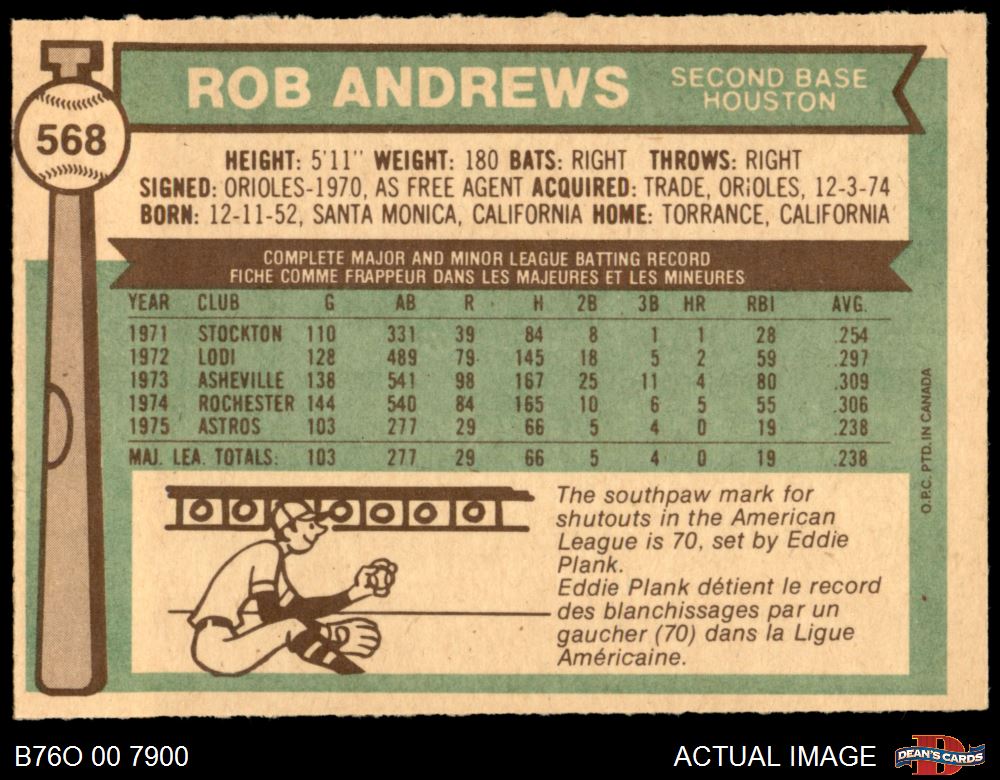 ROB ANDREWS SECOND BASE
HOUSTON
568
HEIGHT: 5'11" WEIGHT: 180 BATS: RIGHT THROWS: RIGHT
SIGNED: ORIOLES-1970, AS FREE AGENT ACQUIRED: TRADE, ORIOLES, 12-3-74
BORN: 12-11-52, SANTA MONICA, CALIFORNIA HOME: TORRANCE, CALIFORNIA
COMPLETE MAJOR AND MINOR LEAGUE BATTING RECORD
FICHE COMME FRAPPEUR DANS LES MAJEURES ET LES MINEURES
YEAR CLUB G AB R H 2B 3B HR RBI AVG.
1971 STOCKTON 110 331 39 84 8 1 1 28 .254
1972 LODI 128 489 79 145 18 5 2 59 .297
1973 ASHEVILLE 138 541 98 167 25 11 4 80 .309
1974 ROCHESTER 144 540 84 165 10 6 5 55 .306
1975 ASTROS 103 277 29 66 5 4 0 19 .238
MAJ. LEA. TOTALS: 103 277 29 66 5 4 0 19 .238
0 0 0 0 0 0 0
The southpaw mark for
shutouts in the American
League is 70, set by Eddie
Plank.
Eddie Plank détient le record
des blanchissages par un
gaucher (70) dans la Ligue
Américaine.
O.P.C. PTD. IN CANADA
B76O 00 7900 ACTUAL IMAGE
D
DEAN'S CARDS